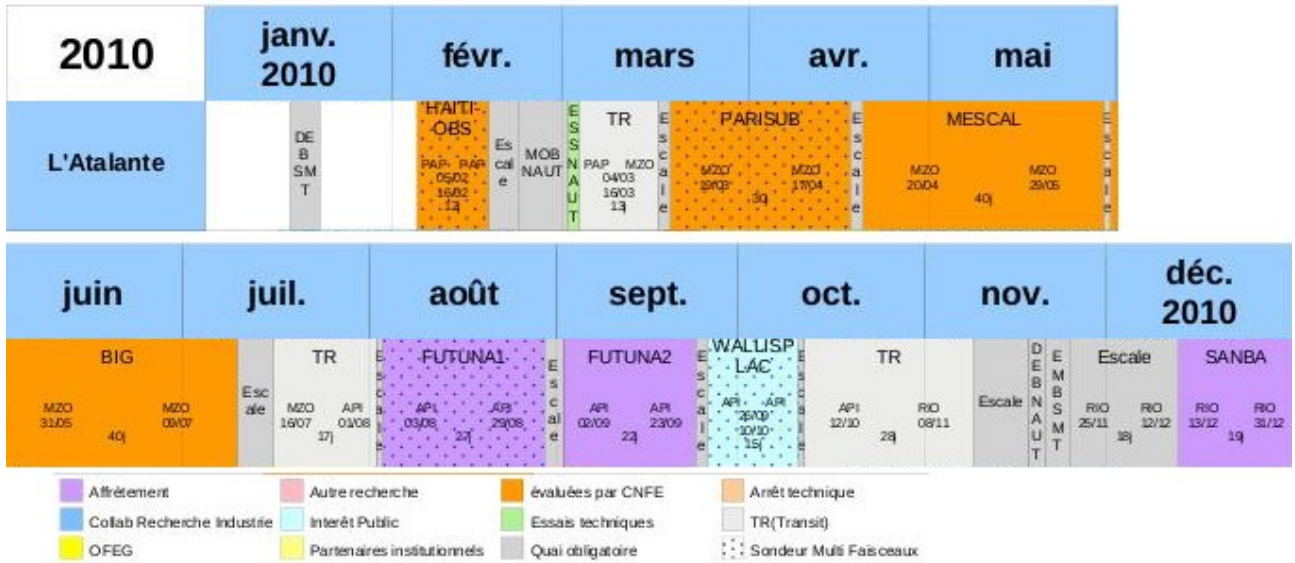 2010
janv.
2010
févr.
mars
avr.
mai
L'Atalante
DE
B
SM
T
HAITI-
OBS
PAP PAP
05/02
16/02
12j
Es
cal
e
MOB
NAUT
E
S
S
N
A
U
T
TR
PAP MZO
04/03
16/03
13j
E
s
c
a
l
e
PARISUB
MZO MZO
19/03 17/04
30j
E
s
c
a
l
e
MESCAL
MZO MZO
20/04 29/05
40j
E
s
c
a
l
e
juin
juil.
août
sept.
oct.
nov.
déc.
2010
BIG
MZO MZO
31/05 09/07
40j
Esc
ale
TR
MZO API
16/07 01/08
17j
E
s
c
a
l
e
FUTUNA1
API API
03/08 29/08
27j
E
s
c
al
e
FUTUNA2
API API
02/09 23/09
22j
E
s
c
a
l
e
WALLISP
LAC
API API
26/09
10/10
15j
E
s
c
a
l
e
TR
API RIO
12/10 08/11
28j
Escale
D
E
B
N
A
U
T
E
M
B
S
M
T
Escale
RIO RIO
25/11 12/12
18j
SANBA
RIO RIO
13/12 31/12
19j
Affrètement
Autre recherche
évaluées par CNFE
Arrêt technique
Collab Recherche Industrie
Interêt Public
Essais techniques
TR(Transit)
OFEG
Partenaires institutionnels
Quai obligatoire
Sondeur Multi Faisceaux